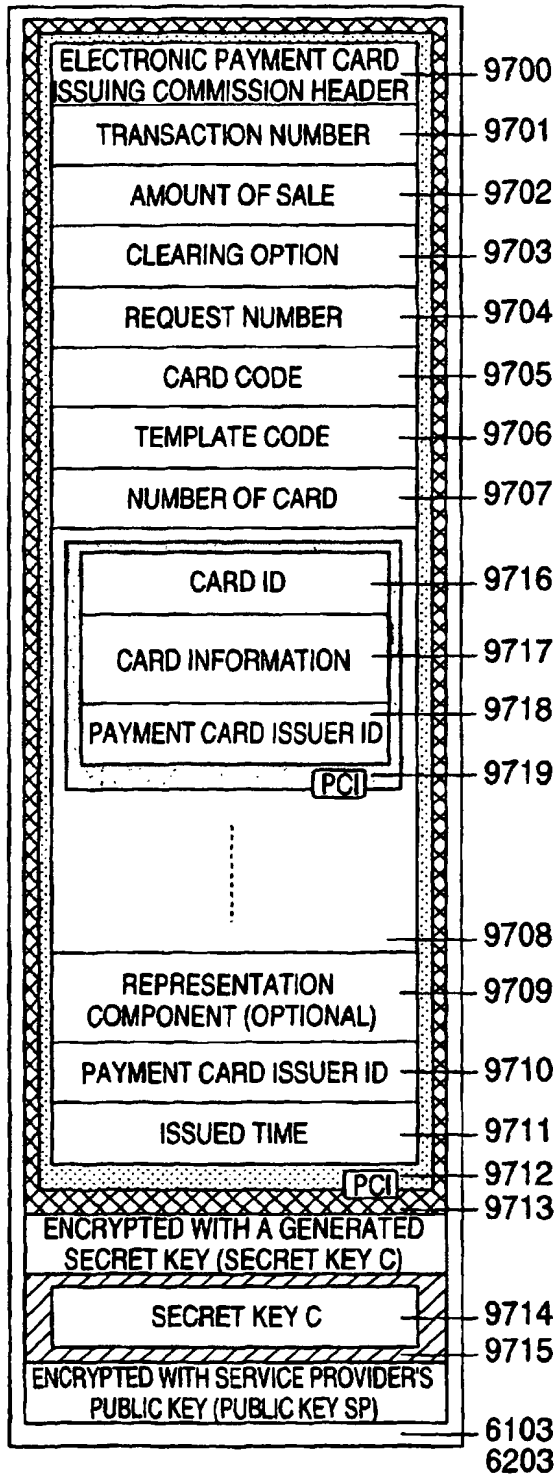 ELECTRONIC PAYMENT CARD
ISSUING COMMISSION HEADER
9700
TRANSACTION NUMBER
9701
AMOUNT OF SALE
9702
CLEARING OPTION
9703
REQUEST NUMBER
9704
CARD CODE
9705
TEMPLATE CODE
9706
NUMBER OF CARD
9707
CARD ID
9716
CARD INFORMATION
9717
PAYMENT CARD ISSUER ID
9718
PCI
9719
9708
REPRESENTATION
COMPONENT (OPTIONAL)
9709
PAYMENT CARD ISSUER ID
9710
ISSUED TIME
9711
PCI
9712
9713
ENCRYPTED WITH A GENERATED
SECRET KEY (SECRET KEY C)
SECRET KEY C
9714
9715
ENCRYPTED WITH SERVICE PROVIDER'S
PUBLIC KEY (PUBLIC KEY SP)
6103
6203